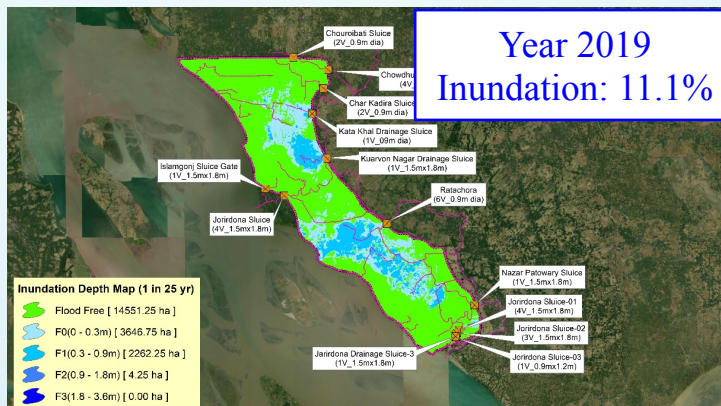 Year 2019
Inundation: 11.1%
Chouroibati Sluice
(2V_0.9m dia)
(4V
Char Kadira Sluice
(2V_0.9m dia)
Kata Khal Drainage Sluice
(1V_09m dia)
Kuarvon Nagar Drainage Sluice
(1V_1.5mx1.8m)
Islamgonj Sluice Gate
(1V_1.5mx1.8m)
Ratachora
(6V_0.9m dia)
Jorirdona Sluice
(4V_1.5mx1.8m)
Nazar Patowary Sluice
(1V_1.5mx1.8m)
Jorirdona Sluice-01
(4V_1.5mx1.8m)
Jorirdona Sluice-02
(3V_1.5mx1.8m)
Jarirdona Drainage Sluice-3
(1V_1.5mx1.8m)
Jorirdona Sluice-03
(1V_0.9mx1.2m)
Inundation Depth Map (1 in 25 yr)
Flood Free [ 14551.25 ha ]
F0(0 - 0.3m) [ 3646.75 ha ]
F1(0.3 - 0.9m) [ 2262.25 ha ]
F2(0.9 - 1.8m) [ 4.25 ha ]
F3(1.8 - 3.6m) [ 0.00 ha ]